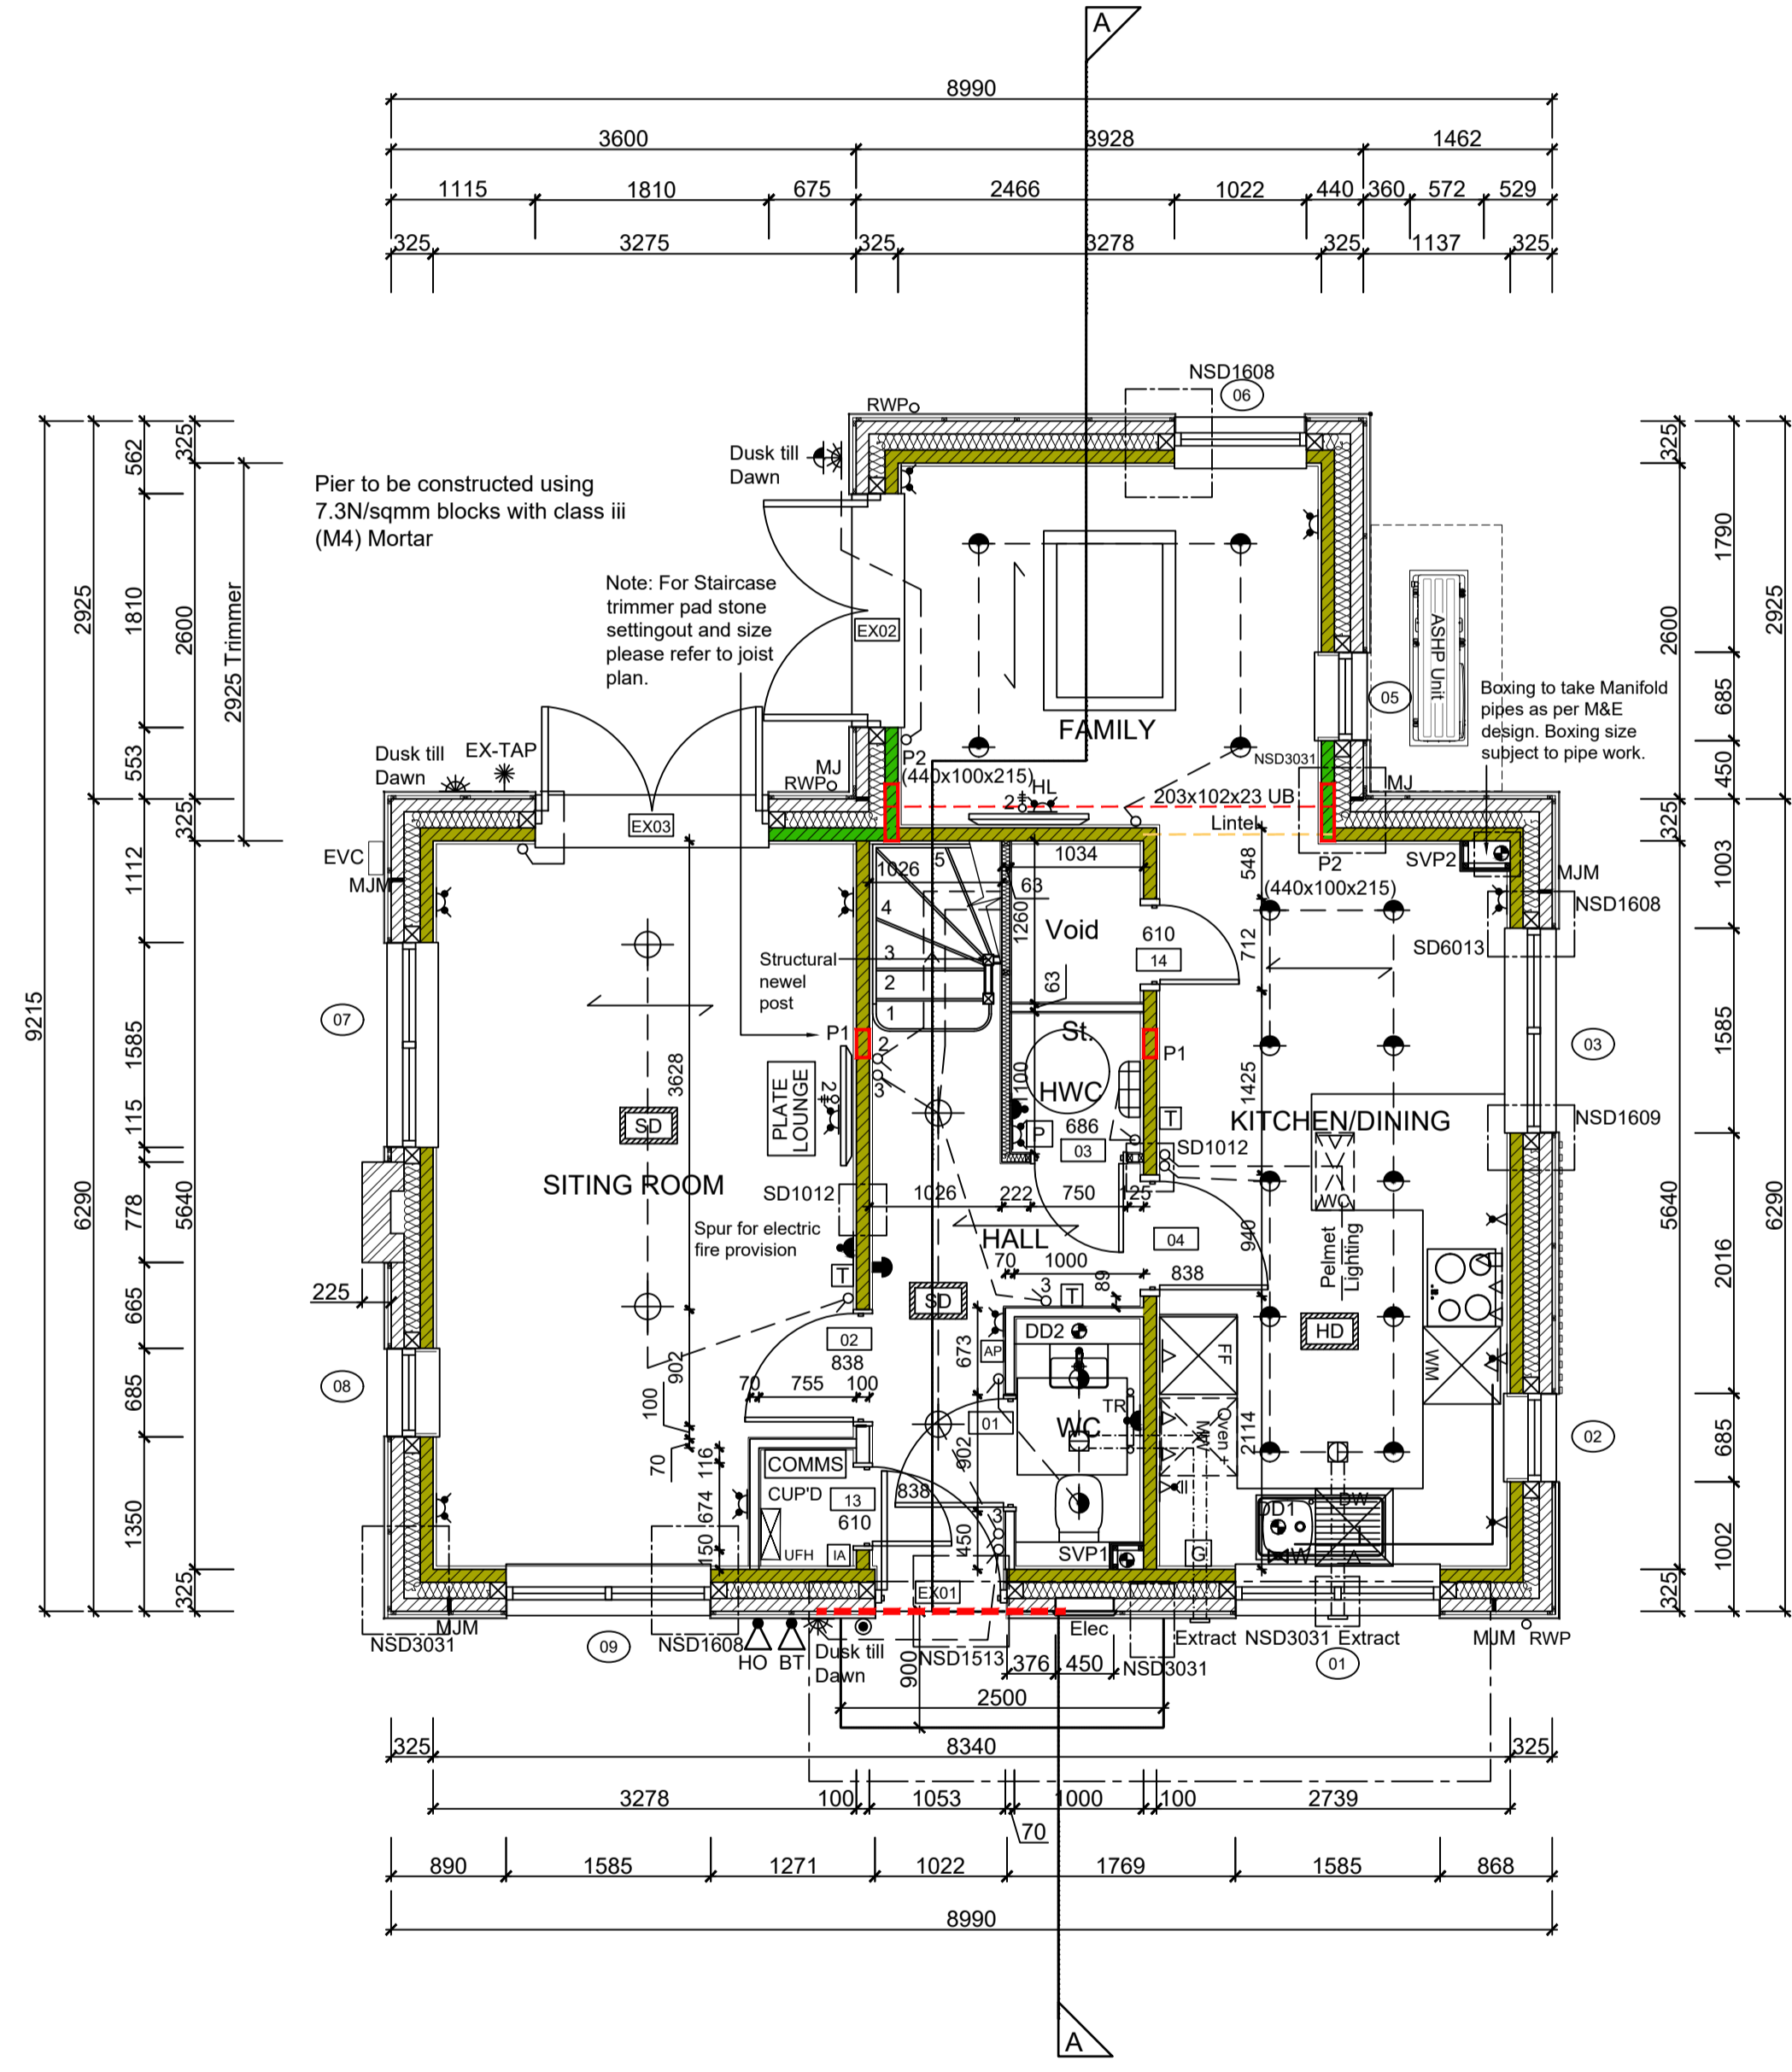 A
8990
3600
3928
1462
1115
1810
675
2466
1022
440
360
572
529
325
3275
325
3278
325
1137
325
NSD1608
06
RWP
Dusk till
Dawn
Pier to be constructed using
7.3N/sqmm blocks with class iii
(M4) Mortar
Note: For Staircase
trimmer pad stone
settingout and size
please refer to joist
plan.
EX02
FAMILY
05
ASHP Unit
Boxing to take Manifold
pipes as per M&E
design. Boxing size
subject to pipe work.
9215
2925
6290
562
1810
553
1112
1585
115
778
665
685
1350
325
2600
325
5640
325
2925 Trimmer
325
2600
325
5640
325
1790
685
450
1003
1585
2016
685
1002
2925
6290
Dusk till
Dawn
EX-TAP
MJ
RWP
P2
(440x100x215)
HL
2
NSD3031
203x102x23 UB
Lintel
MJ
EX03
EVC
MJM
P2
(440x100x215)
SVP2
MJM
NSD1608
SD6013
1026
5
4
3
2
1
1034
63
1260
63
Void
548
712
610
14
Structural
newel
post
07
03
P1
2
3
St.
HWC
100
P1
3628
PLATE
LOUNGE
2
SD
P
686
03
T
1425
KITCHEN/DINING
NSD1609
SITING ROOM
SD1012
SD1012
WC
1026
222
750
125
Spur for electric
fire provision
HALL
04
940
Pelmet
Lighting
T
70
1000
89
838
225
SD
3
T
HD
DD2
FF
WM
02
838
AP
673
902
08
70
755
100
100
70
01
WC
TR
Oven +
MW
2114
02
COMMS
CUP'D
116
674
150
13
610
838
902
450
3
UFH
IA
SVP1
G
DD1
DW
W
EX01
MJM
NSD3031
09
NSD1608
HO
BT
Dusk till
Dawn
NSD1513
Elec
376
450
NSD3031
Extract
NSD3031
Extract
01
MJM
RWP
900
2500
325
8340
325
3278
100
1053
1000
100
2739
70
890
1585
1271
1022
1769
1585
868
8990
A